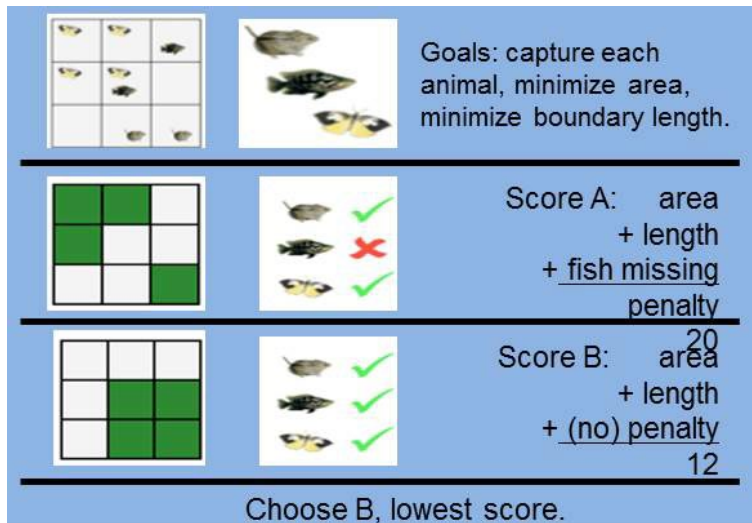 Goals: capture each
animal, minimize area,
minimize boundary length.
Score A: area
+ length
+ fish missing
penalty
20
Score B: area
+ length
+ (no) penalty
12
Choose B, lowest score.